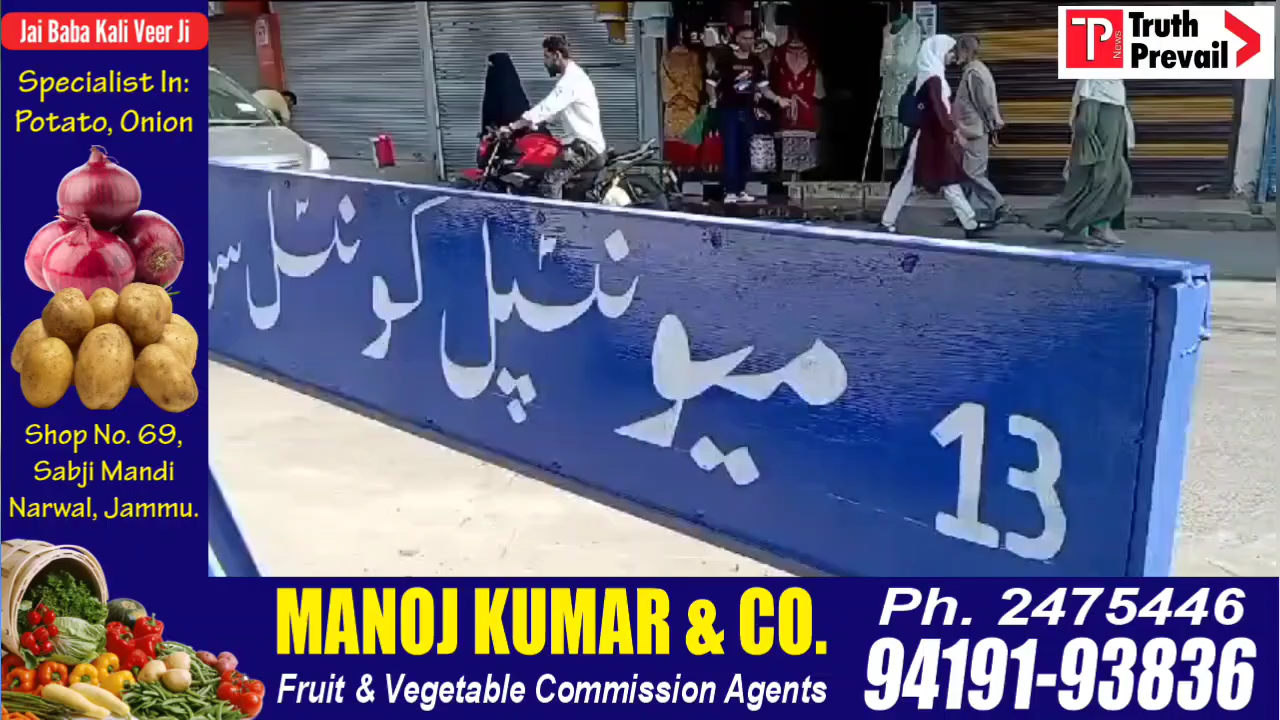 Jai Baba Kali Veer Ji
Specialist In:
Potato, Onion
Shop No. 69,
Sabji Mandi
Narwal, Jammu.
TP News
Truth
Prevail
میونسپل کونسل
13
MANOJ KUMAR & CO.
Fruit & Vegetable Commission Agents
Ph. 2475446
94191-93836